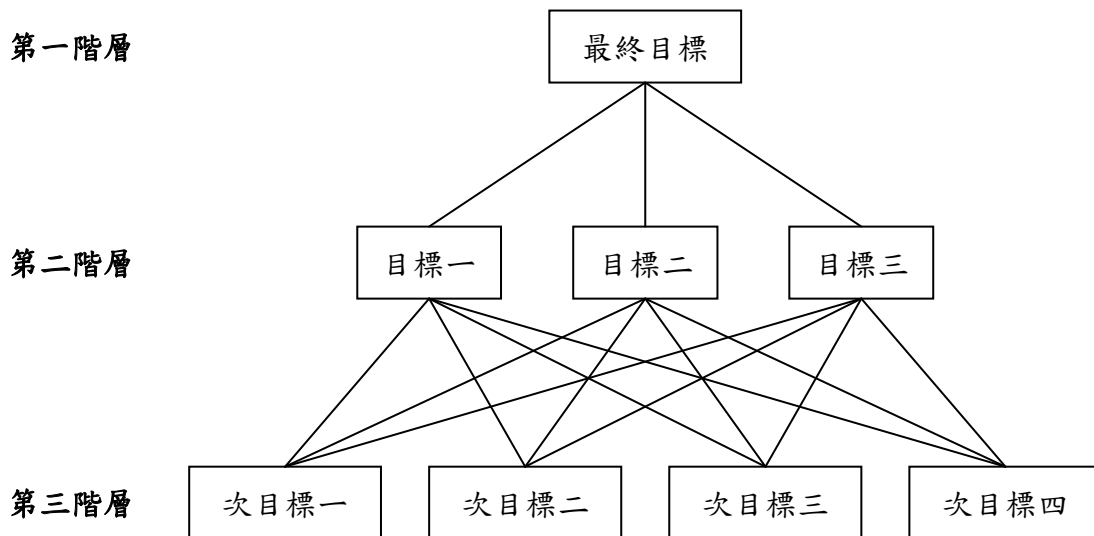 第一階層
最終目標
第二階層
目標一
目標二
目標三
第三階層
次目標一
次目標二
次目標三
次目標四